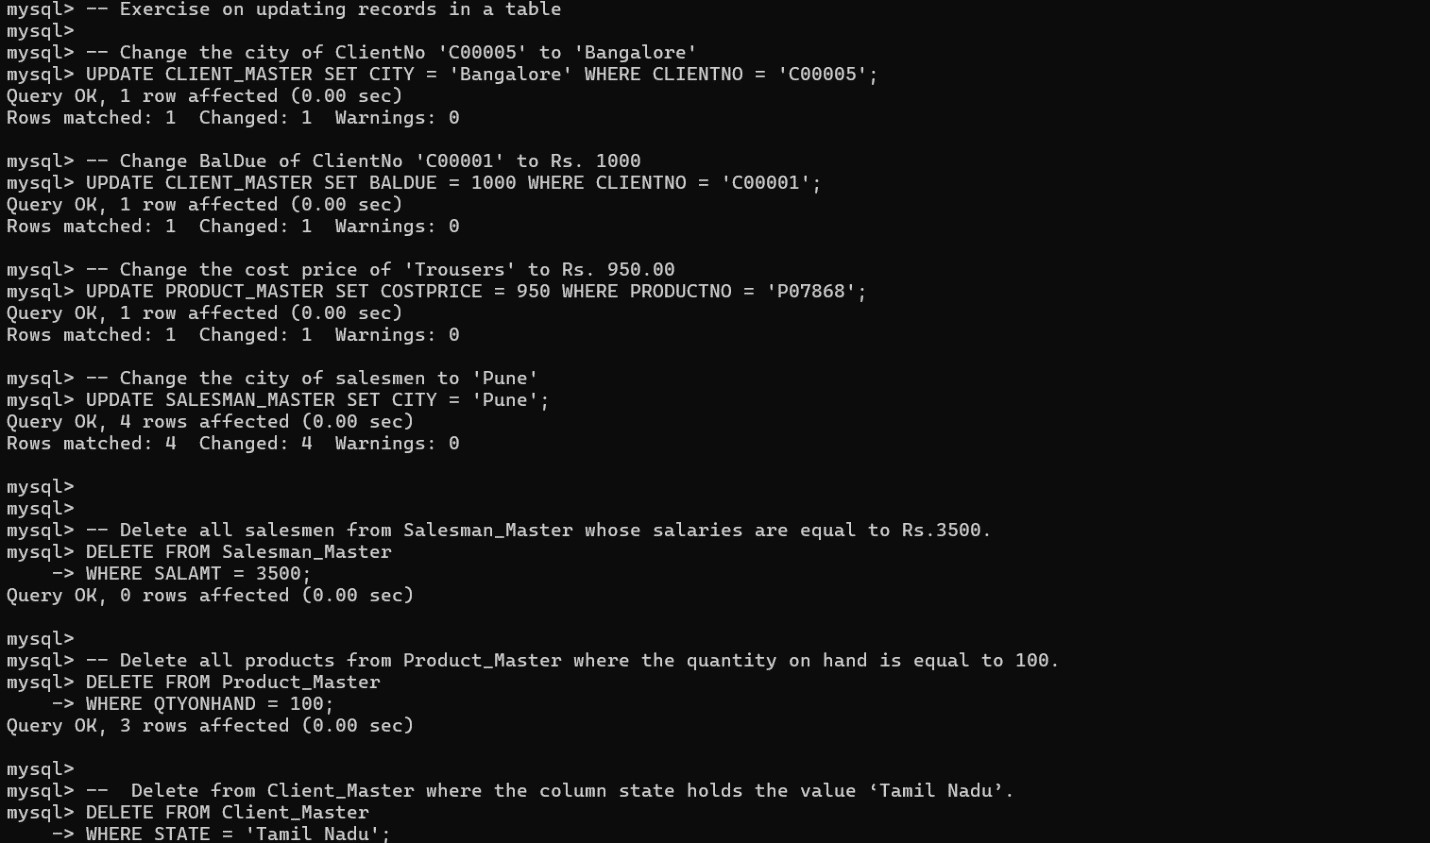 mysql> -- Exercise on updating records in a table
mysql>
mysql> -- Change the city of ClientNo 'C00005' to 'Bangalore'
mysql> UPDATE CLIENT_MASTER SET CITY = 'Bangalore' WHERE CLIENTNO = 'C00005';
Query OK, 1 row affected (0.00 sec)
Rows matched: 1  Changed: 1  Warnings: 0
mysql> -- Change BalDue of ClientNo 'C00001' to Rs. 1000
mysql> UPDATE CLIENT_MASTER SET BALDUE = 1000 WHERE CLIENTNO = 'C00001';
Query OK, 1 row affected (0.00 sec)
Rows matched: 1  Changed: 1  Warnings: 0
mysql> -- Change the cost price of 'Trousers' to Rs. 950.00
mysql> UPDATE PRODUCT_MASTER SET COSTPRICE = 950 WHERE PRODUCTNO = 'P07868';
Query OK, 1 row affected (0.00 sec)
Rows matched: 1  Changed: 1  Warnings: 0
mysql> -- Change the city of salesmen to 'Pune'
mysql> UPDATE SALESMAN_MASTER SET CITY = 'Pune';
Query OK, 4 rows affected (0.00 sec)
Rows matched: 4  Changed: 4  Warnings: 0
mysql>
mysql>
mysql> -- Delete all salesmen from Salesman_Master whose salaries are equal to Rs.3500.
mysql> DELETE FROM Salesman_Master
    -> WHERE SALAMT = 3500;
Query OK, 0 rows affected (0.00 sec)
mysql>
mysql> -- Delete all products from Product_Master where the quantity on hand is equal to 100.
mysql> DELETE FROM Product_Master
    -> WHERE QTYONHAND = 100;
Query OK, 3 rows affected (0.00 sec)
mysql>
mysql> --  Delete from Client_Master where the column state holds the value ‘Tamil Nadu’.
mysql> DELETE FROM Client_Master
    -> WHERE STATE = 'Tamil Nadu';